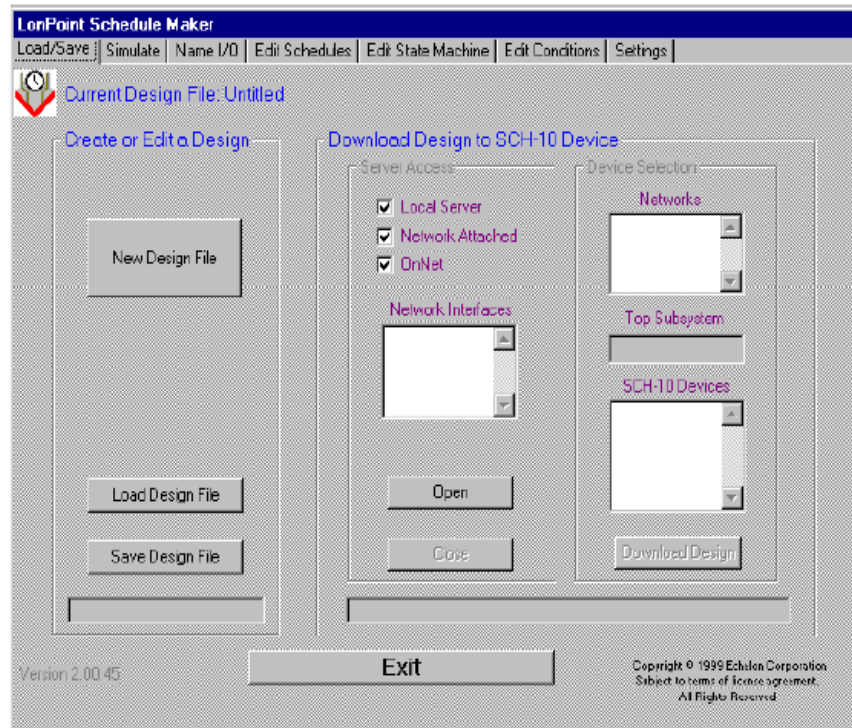 LonPoint Schedule Maker
Load/Save Simulate Name I/O Edit Schedules Edit State Machine Edit Conditions Settings
Current Design File: Untitled
Create or Edit a Design
New Design File
Load Design File
Save Design File
Download Design to SCH-10 Device
Server Access
Local Server
Network Attached
OnNet
Network Interfaces
Open
Close
Device Selection
Networks
Top Subsystem
SCH-10 Devices
Download Design
Version 2.00.45
Exit
Copyright © 1999 Echelon Corporation
Subject to terms of license agreement.
All Rights Reserved